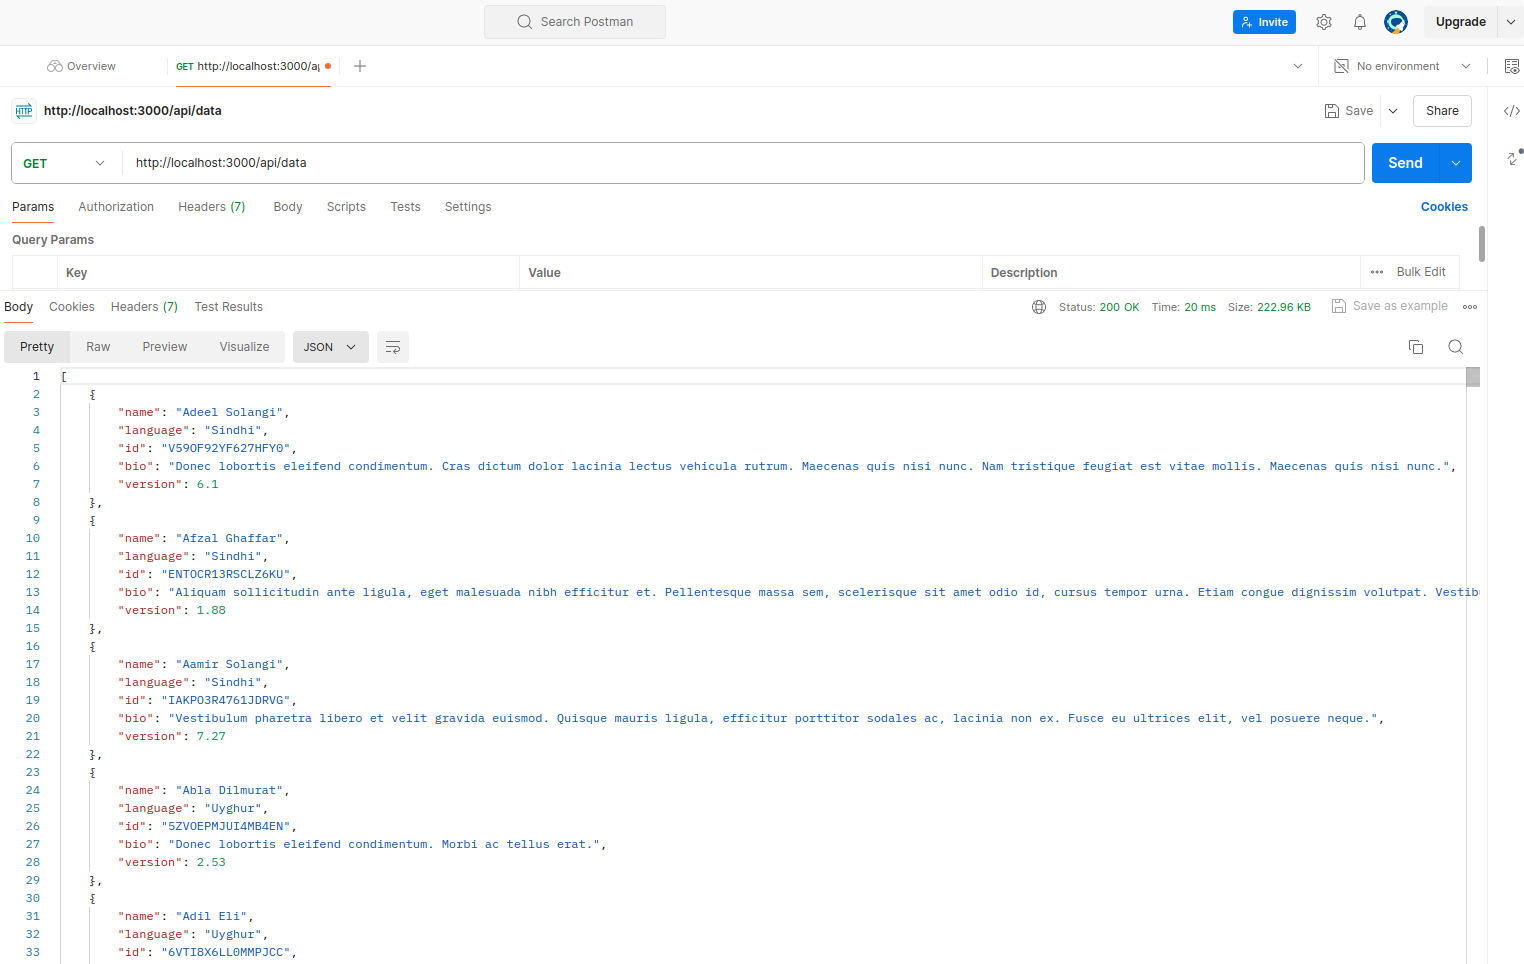 Search Postman
Invite
Upgrade
Overview
GET http://localhost:3000/ap
No environment
HTTP http://localhost:3000/api/data
Save
Share
GET http://localhost:3000/api/data
Send
Params Authorization Headers (7) Body Scripts Tests Settings
Cookies
Query Params
Key Value Description ••• Bulk Edit
Body Cookies Headers (7) Test Results
Status: 200 OK Time: 20 ms Size: 222.96 KB Save as example
Pretty Raw Preview Visualize JSON
1 [
2 {
3 "name": "Adeel Solangi",
4 "language": "Sindhi",
5 "id": "V59OF92YF627HFY0",
6 "bio": "Donec lobortis eleifend condimentum. Cras dictum dolor lacinia lectus vehicula rutrum. Maecenas quis nisi nunc. Nam tristique feugiat est vitae mollis. Maecenas quis nisi nunc.",
7 "version": 6.1
8 },
9 {
10 "name": "Afzal Ghaffar",
11 "language": "Sindhi",
12 "id": "ENTOCR13RSCLZ6KU",
13 "bio": "Aliquam sollicitudin ante ligula, eget malesuada nibh efficitur et. Pellentesque massa sem, scelerisque sit amet odio id, cursus tempor urna. Etiam congue dignissim volutpat. Vestib
14 "version": 1.88
15 },
16 {
17 "name": "Aamir Solangi",
18 "language": "Sindhi",
19 "id": "IAKPO3R4761JDRVG",
20 "bio": "Vestibulum pharetra libero et velit gravida euismod. Quisque mauris ligula, efficitur porttitor sodales ac, lacinia non ex. Fusce eu ultrices elit, vel posuere neque.",
21 "version": 7.27
22 },
23 {
24 "name": "Abla Dilmurat",
25 "language": "Uyghur",
26 "id": "5ZVOEPMJUI4MB4EN",
27 "bio": "Donec lobortis eleifend condimentum. Morbi ac tellus erat.",
28 "version": 2.53
29 },
30 {
31 "name": "Adil Eli",
32 "language": "Uyghur",
33 "id": "6VTI8X6LL0MMPJCC",